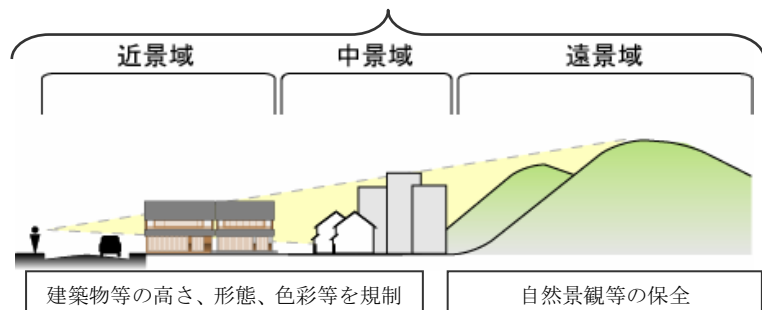 近景域
中景域
遠景域
建築物等の高さ、形態、色彩等を規制
自然景観等の保全